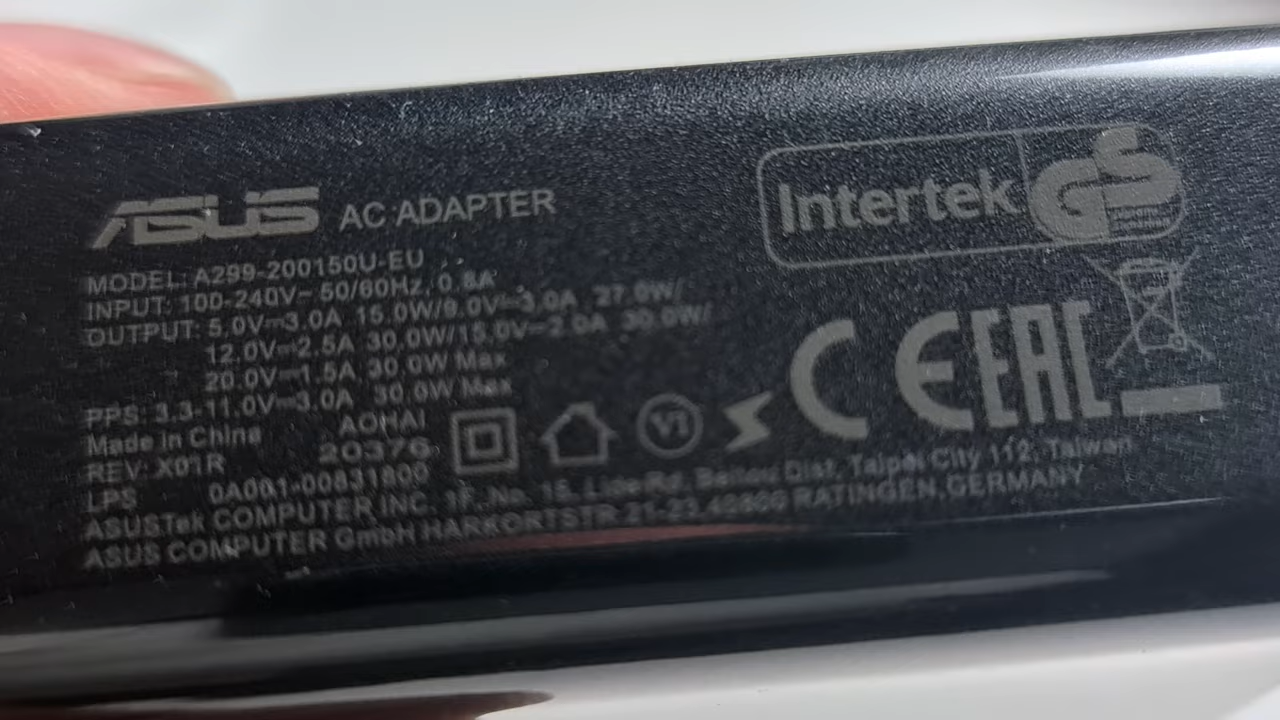 ASUS AC ADAPTER
Intertek GS
MODEL: A299-200150U-EU
INPUT: 100-240V~ 50/60Hz, 0.8A
OUTPUT: 5.0V⎓3.0A 15.0W/9.0V⎓3.0A 27.0W/
12.0V⎓2.5A 30.0W/15.0V⎓2.0A 30.0W/
20.0V⎓1.5A 30.0W Max
PPS: 3.3-11.0V⎓3.0A 30.0W Max
Made in China AOHAI
REV: X01R 20376
LPS 0A001-00831800
VI
CE EAC
ASUSTek COMPUTER INC. 1F., No. 15, Lide Rd., Beitou Dist., Taipei City 112, Taiwan
ASUS COMPUTER GmbH HARKORTSTR. 21-23, 40880 RATINGEN, GERMANY